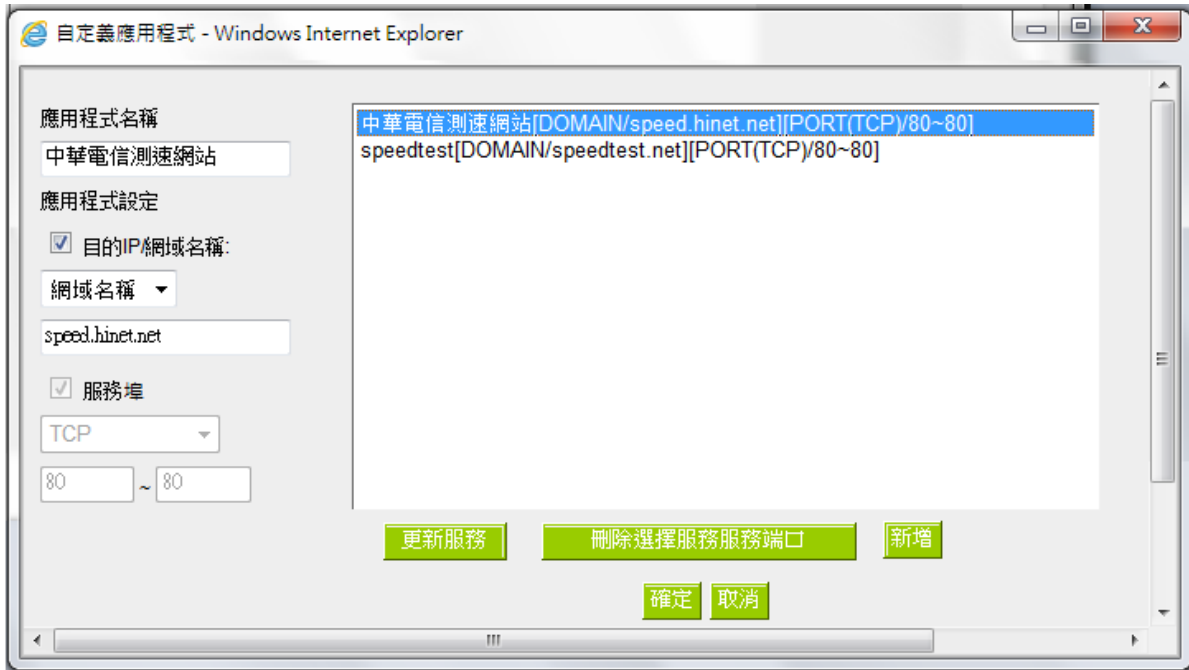 自定義應用程式 - Windows Internet Explorer
應用程式名稱
中華電信測速網站
應用程式設定
目的IP/網域名稱:
網域名稱
speed.hinet.net
服務埠
TCP
80 ~ 80
中華電信測速網站[DOMAIN/speed.hinet.net][PORT(TCP)/80~80]
speedtest[DOMAIN/speedtest.net][PORT(TCP)/80~80]
更新服務 刪除選擇服務服務端口 新增
確定 取消